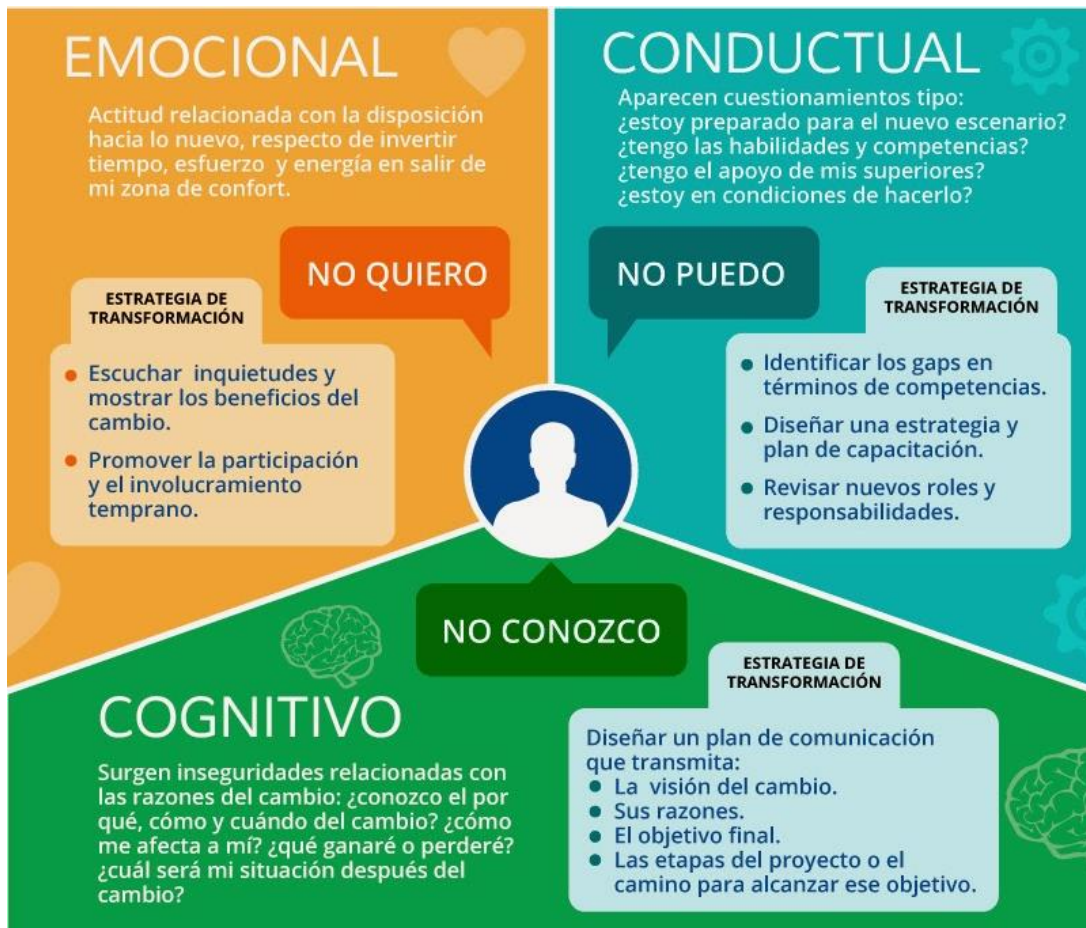 EMOCIONAL
Actitud relacionada con la disposición
hacia lo nuevo, respecto de invertir
tiempo, esfuerzo y energía en salir de
mi zona de confort.
NO QUIERO
ESTRATEGIA DE
TRANSFORMACIÓN
● Escuchar inquietudes y
mostrar los beneficios del
cambio.
● Promover la participación
y el involucramiento
temprano.
CONDUCTUAL
Aparecen cuestionamientos tipo:
¿estoy preparado para el nuevo escenario?
¿tengo las habilidades y competencias?
¿tengo el apoyo de mis superiores?
¿estoy en condiciones de hacerlo?
NO PUEDO
ESTRATEGIA DE
TRANSFORMACIÓN
● Identificar los gaps en
términos de competencias.
● Diseñar una estrategia y
plan de capacitación.
● Revisar nuevos roles y
responsabilidades.
NO CONOZCO
COGNITIVO
Surgen inseguridades relacionadas con
las razones del cambio: ¿conozco el por
qué, cómo y cuándo del cambio? ¿cómo
me afecta a mí? ¿qué ganaré o perderé?
¿cuál será mi situación después del
cambio?
ESTRATEGIA DE
TRANSFORMACIÓN
Diseñar un plan de comunicación
que transmita:
● La visión del cambio.
● Sus razones.
● El objetivo final.
● Las etapas del proyecto o el
camino para alcanzar ese objetivo.